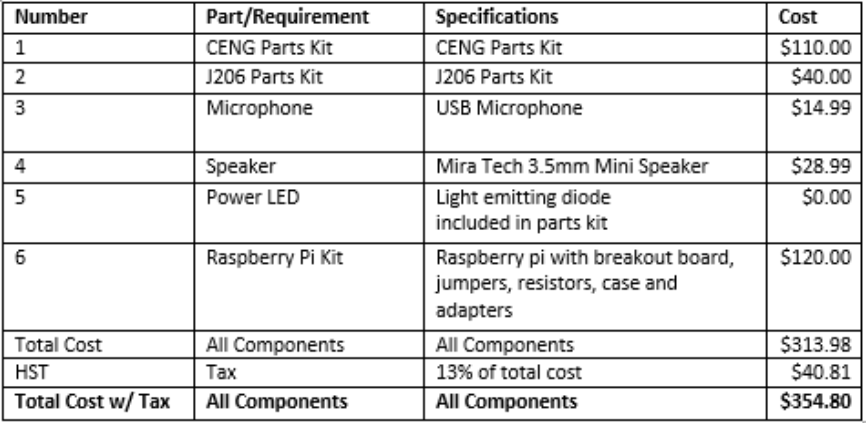 Number Part/Requirement Specifications Cost
1 CENG Parts Kit CENG Parts Kit $110.00
2 J206 Parts Kit J206 Parts Kit $40.00
3 Microphone USB Microphone $14.99
4 Speaker Mira Tech 3.5mm Mini Speaker $28.99
5 Power LED Light emitting diode $0.00
included in parts kit
6 Raspberry Pi Kit Raspberry pi with breakout board, $120.00
jumpers, resistors, case and
adapters
Total Cost All Components All Components $313.98
HST Tax 13% of total cost $40.81
Total Cost w/ Tax All Components All Components $354.80